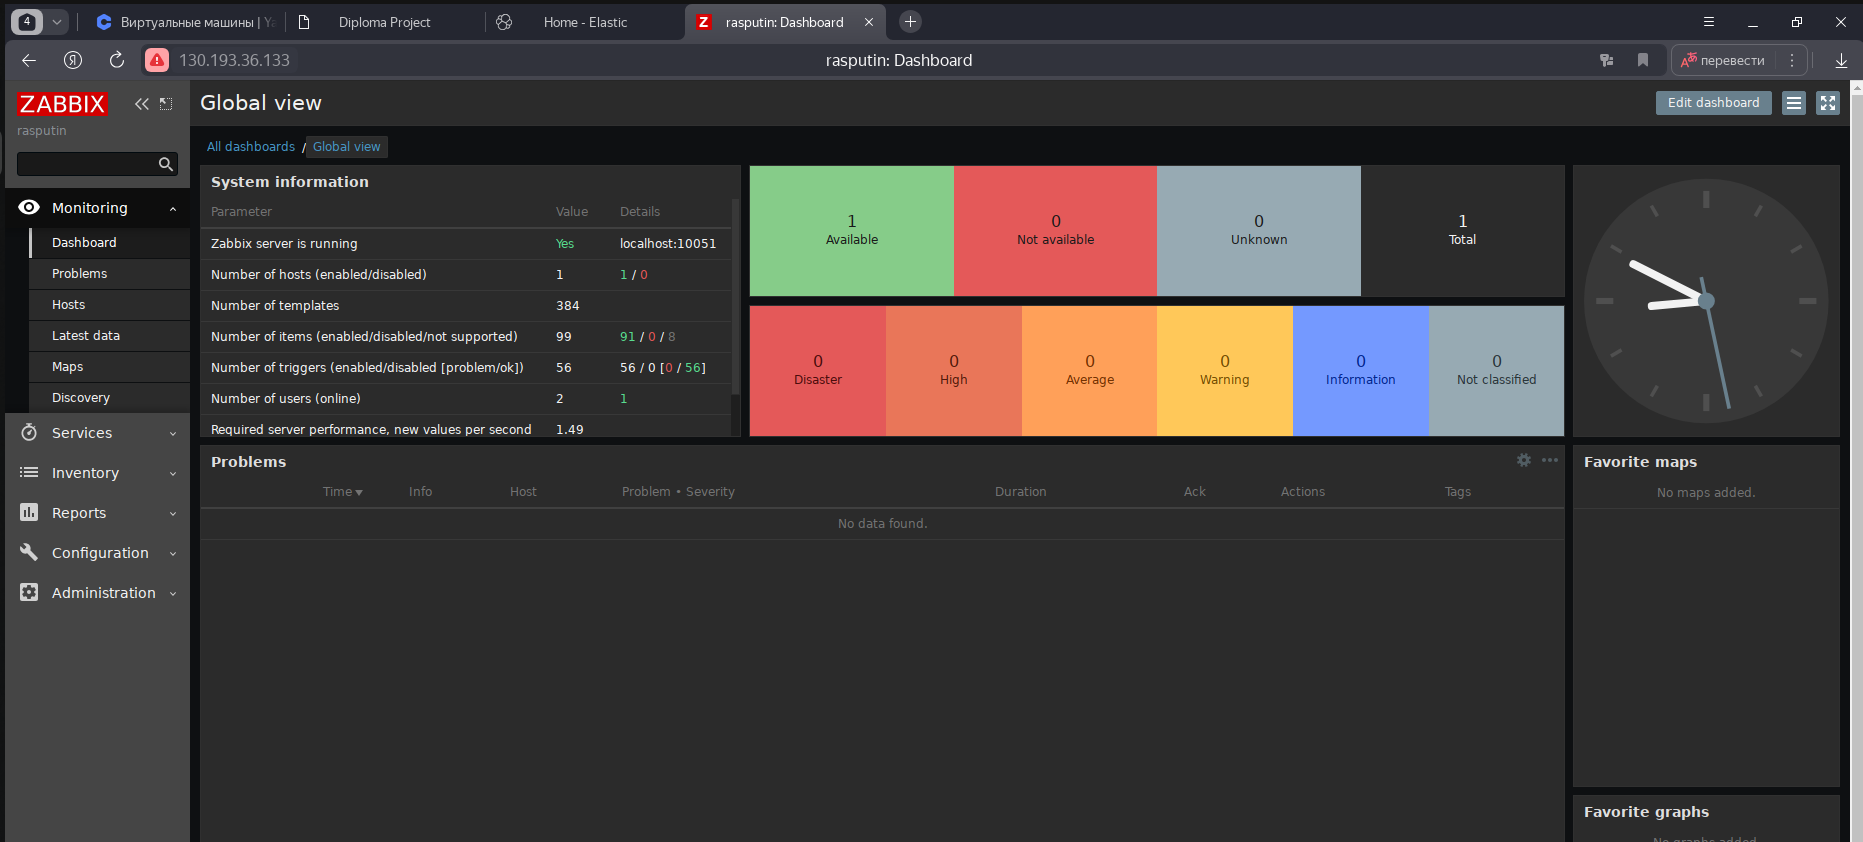 4
Виртуальные машины | Ya
Diploma Project
Home - Elastic
Z
rasputin: Dashboard
Я
130.193.36.133
rasputin: Dashboard
перевести
ZABBIX
rasputin
Monitoring
Dashboard
Problems
Hosts
Latest data
Maps
Discovery
Services
Inventory
Reports
Configuration
Administration
Global view
Edit dashboard
All dashboards / Global view
System information
Parameter Value Details
Zabbix server is running Yes localhost:10051
Number of hosts (enabled/disabled) 1 1 / 0
Number of templates 384
Number of items (enabled/disabled/not supported) 99 91 / 0 / 8
Number of triggers (enabled/disabled [problem/ok]) 56 56 / 0 [0 / 56]
Number of users (online) 2 1
Required server performance, new values per second 1.49
1 0 0 1
Available Not available Unknown Total
0 0 0 0 0 0
Disaster High Average Warning Information Not classified
Problems
Time Info Host Problem • Severity Duration Ack Actions Tags
No data found.
Favorite maps
No maps added.
Favorite graphs
No graphs added.